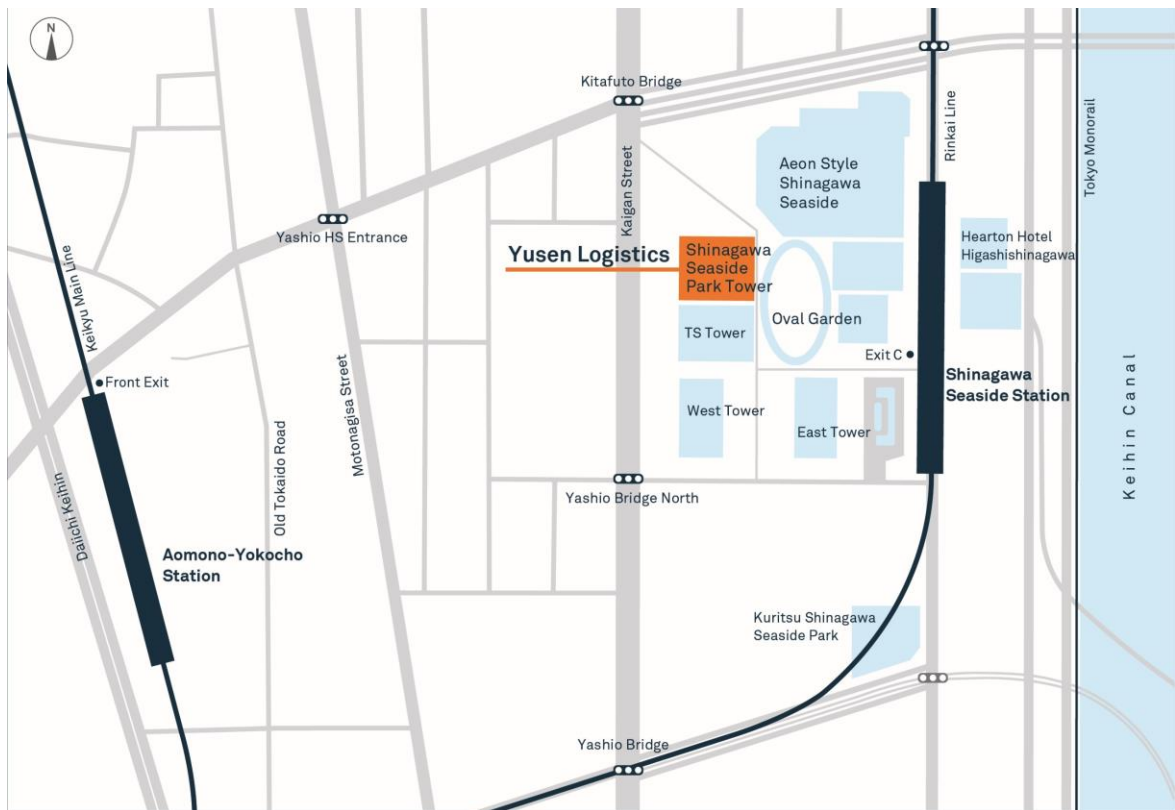 N
Kitafuto Bridge
Rinkai Line
Tokyo Monorail
Kaigan Street
Aeon Style
Shinagawa
Seaside
Yashio HS Entrance
Yusen Logistics
Shinagawa
Seaside
Park Tower
Hearton Hotel
Higashishinagawa
Keikyu Main Line
TS Tower
Oval Garden
Exit C
Front Exit
Motonagisa Street
Shinagawa
Seaside Station
Keihin Canal
West Tower
East Tower
Old Tokaido Road
Daiichi Keihin
Yashio Bridge North
Aomono-Yokocho
Station
Kuritsu Shinagawa
Seaside Park
Yashio Bridge